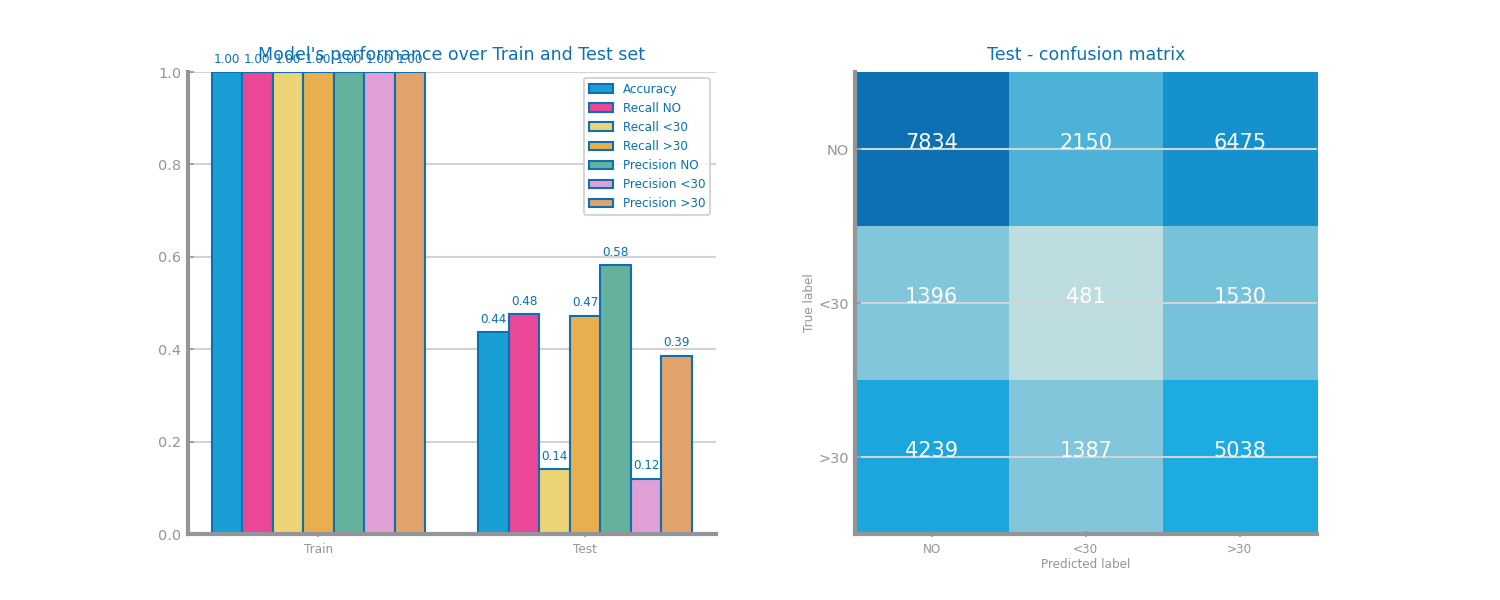 Model's performance over Train and Test set
1.00 1.00 1.00 1.00 1.00 1.00 1.00
1.0
0.8
0.6
0.4
0.2
0.0
Accuracy
Recall NO
Recall <30
Recall >30
Precision NO
Precision <30
Precision >30
0.44
0.48
0.14
0.47
0.58
0.12
0.39
Train
Test
Test - confusion matrix
True label
NO
7834 2150 6475
<30
1396 481 1530
>30
4239 1387 5038
NO <30 >30
Predicted label